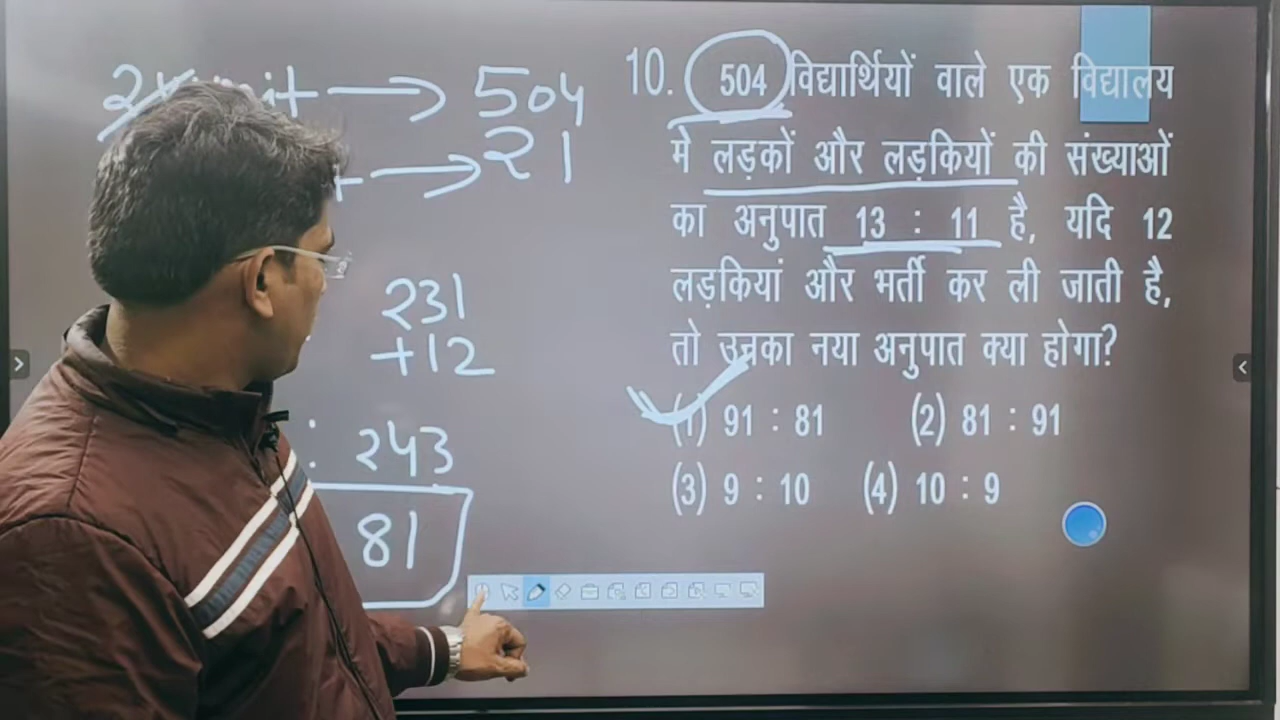 → 504
→ 21
231
+12
: 243
81
10. 504 विद्यार्थियों वाले एक विद्यालय
मे लड़कों और लड़कियों की संख्याओं
का अनुपात 13 : 11 है, यदि 12
लड़कियां और भर्ती कर ली जाती है,
तो उनका नया अनुपात क्या होगा?
(1) 91 : 81 (2) 81 : 91
(3) 9 : 10 (4) 10 : 9